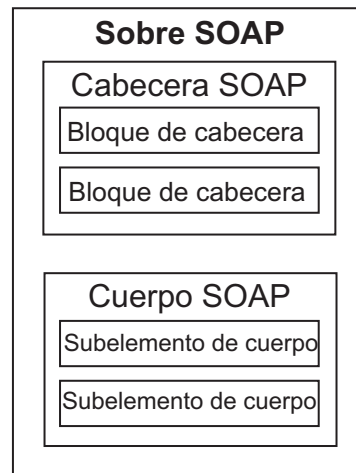 Sobre SOAP
Cabecera SOAP
Bloque de cabecera
Bloque de cabecera
Cuerpo SOAP
Subelemento de cuerpo
Subelemento de cuerpo